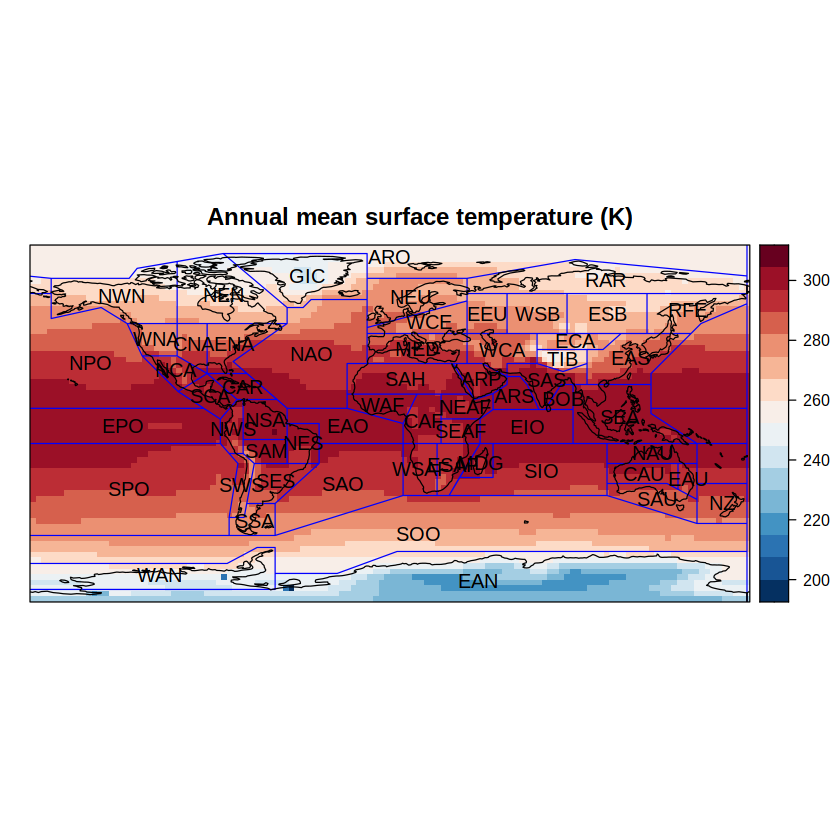 Annual mean surface temperature (K)
ARO
GIC
RAR
NWN
NEN
NEU
RFE
EEU
WSB
ESB
WCE
WNA
CNA
ENA
ECA
MED
WCA
NAO
TIB
EAS
NPO
NCA
SAH
ARP
SAS
CAR
SCA
ARS
BOB
WAF
NEAF
SEA
NSA
CAF
EPO
NWS
EAO
SEAF
EIO
NES
SAM
NAU
WSAF
ESAF
MDG
SIO
CAU
EAU
SPO
SWS
SES
SAO
SAU
NZ
SSA
SOO
WAN
EAN
300
280
260
240
220
200